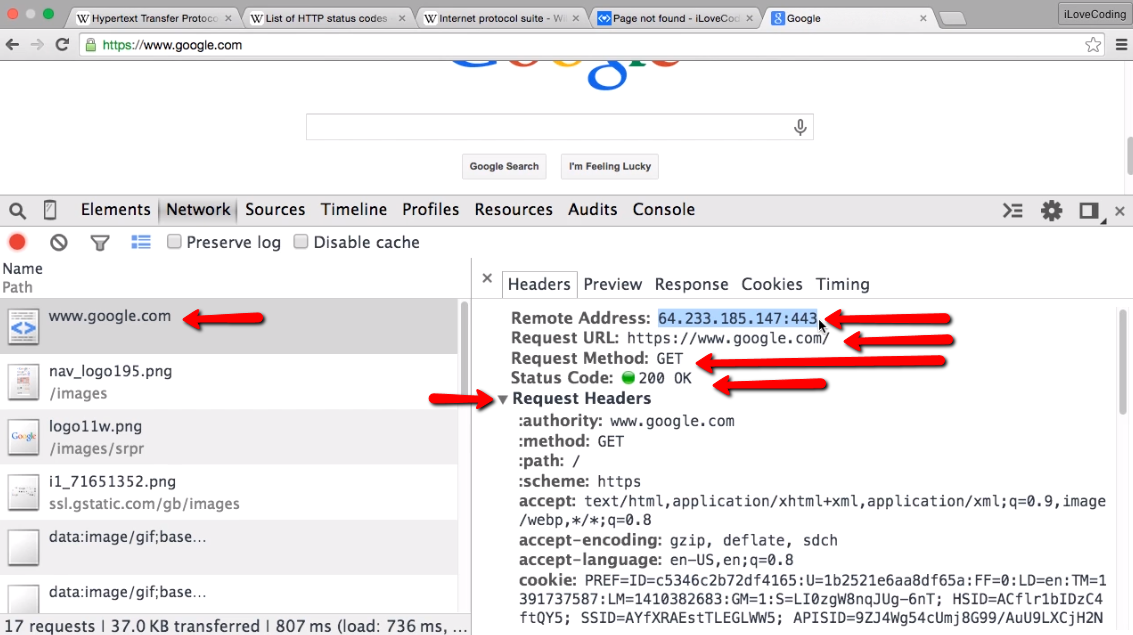 Hypertext Transfer Protoc
List of HTTP status codes
Internet protocol suite - Wi
Page not found - iLoveCo
Google
iLoveCoding
https://www.google.com
Google Search
I'm Feeling Lucky
Elements
Network
Sources
Timeline
Profiles
Resources
Audits
Console
Preserve log
Disable cache
Name
Path
www.google.com
nav_logo195.png
/images
logo11w.png
/images/srpr
i1_71651352.png
ssl.gstatic.com/gb/images
data:image/gif;base...
data:image/gif;base...
17 requests | 37.0 KB transferred | 807 ms (load: 736 ms, ...
Headers
Preview
Response
Cookies
Timing
Remote Address: 64.233.185.147:443
Request URL: https://www.google.com/
Request Method: GET
Status Code: 200 OK
Request Headers
:authority: www.google.com
:method: GET
:path: /
:scheme: https
accept: text/html,application/xhtml+xml,application/xml;q=0.9,image
/webp,*/*;q=0.8
accept-encoding: gzip, deflate, sdch
accept-language: en-US,en;q=0.8
cookie: PREF=ID=c5346c2b72df4165:U=1b2521e6aa8df65a:FF=0:LD=en:TM=1
391737587:LM=1410382683:GM=1:S=LI0zgW8nqJUg-6nT; HSID=ACflr1bIDzC4
ftQY5; SSID=AYfXRAEstTLEGLWW5; APISID=9ZJ4Wg54cUmj8G99/AuU9LXCjH2N